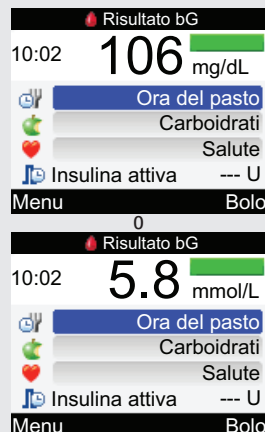 Risultato bG
10:02 106 mg/dL
Ora del pasto
Carboidrati
Salute
Insulina attiva --- U
Menu Bolo
o
Risultato bG
10:02 5.8 mmol/L
Ora del pasto
Carboidrati
Salute
Insulina attiva --- U
Menu Bolo